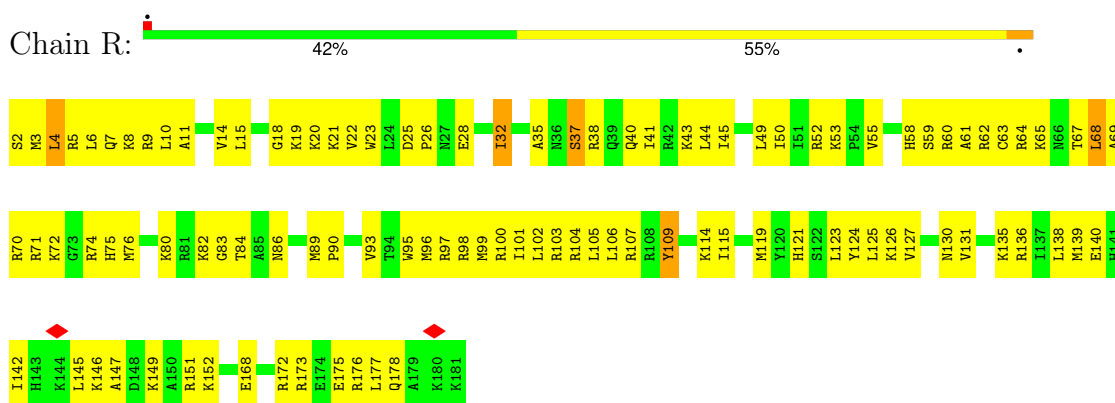 Chain R:
42%
55%
S2 M3 L4 R5 L6 Q7 K8 R9 L10 A11 V14 L15 G18 K19 K20 K21 V22 W23 L24 D25 P26 N27 E28 I32 A35 N36 S37 R38 Q39 Q40 I41 R42 K43 L44 I45 L49 I50 I51 R52 K53 P54 V55 H58 S59 R60 A61 R62 C63 R64 K65 N66 T67 L68 A69
R70 R71 K72 G73 R74 H75 M76 K80 R81 K82 G83 T84 A85 N86 M89 P90 V93 T94 W95 M96 R97 R98 M99 R100 I101 L102 R103 R104 L105 L106 R107 R108 Y109 K114 I115 M119 Y120 H121 S122 L123 Y124 L125 K126 V127 N130 V131 K135 R136 I137 L138 M139 E140 H141
I142 H143 K144 L145 K146 A147 D148 K149 A150 R151 K152 E168 R172 R173 E174 E175 R176 L177 Q178 A179 K180 K181